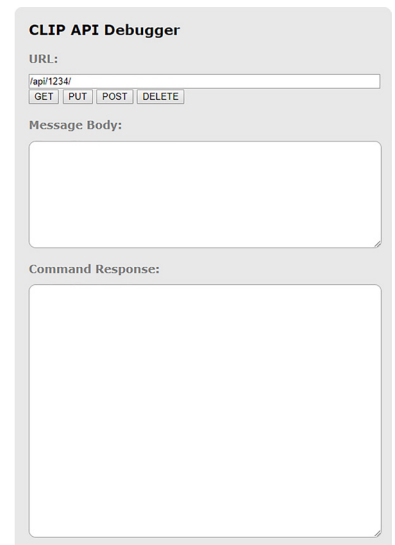 CLIP API Debugger
URL:
/api/1234/
GET PUT POST DELETE
Message Body:
Command Response: